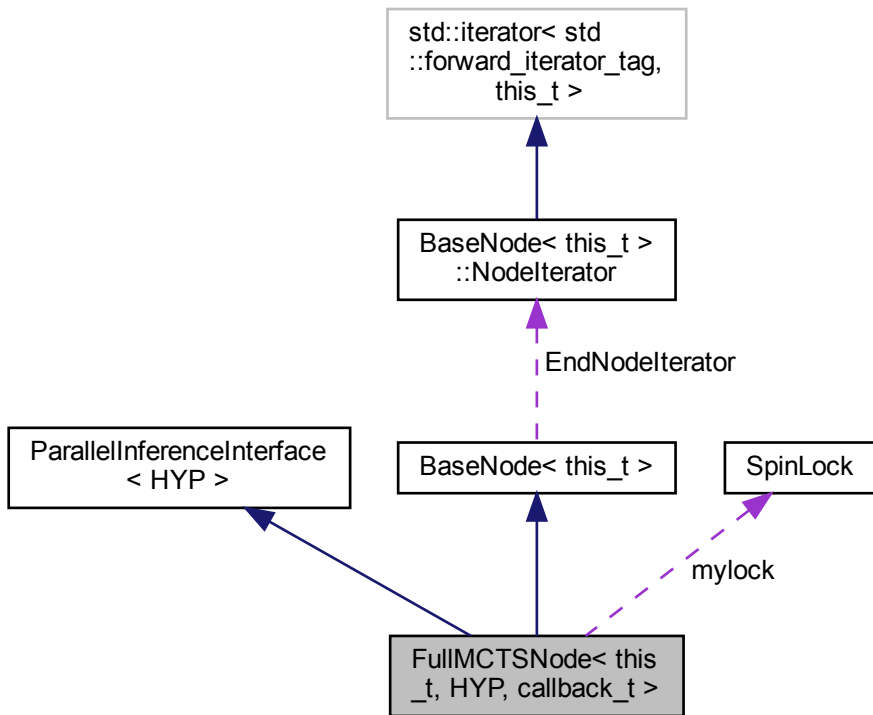 std::iterator< std
::forward_iterator_tag,
this_t >
BaseNode< this_t >
::NodeIterator
EndNodeIterator
ParallelInferenceInterface
< HYP >
BaseNode< this_t >
SpinLock
mylock
FullMCTSNode< this
_t, HYP, callback_t >